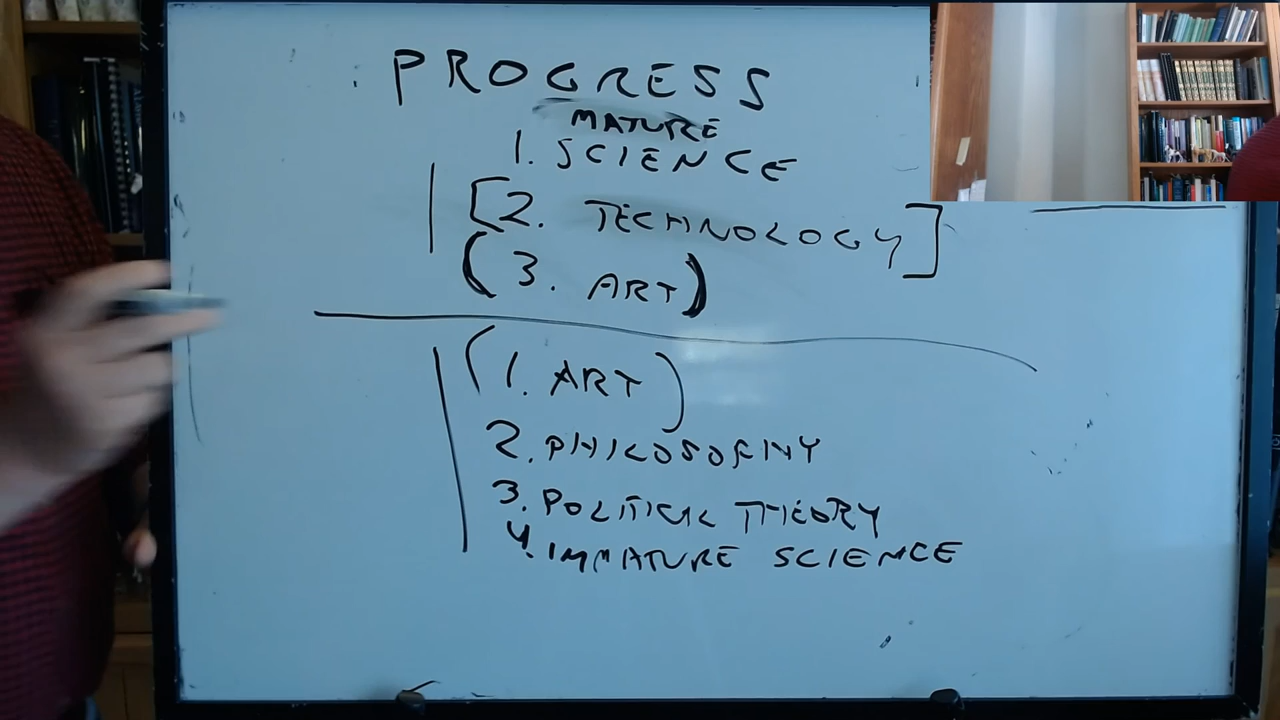 PROGRESS
MATURE
1. SCIENCE
[2. TECHNOLOGY]
(3. ART)
(1. ART)
2. PHILOSOPHY
3. POLITICAL THEORY
4. IMMATURE SCIENCE